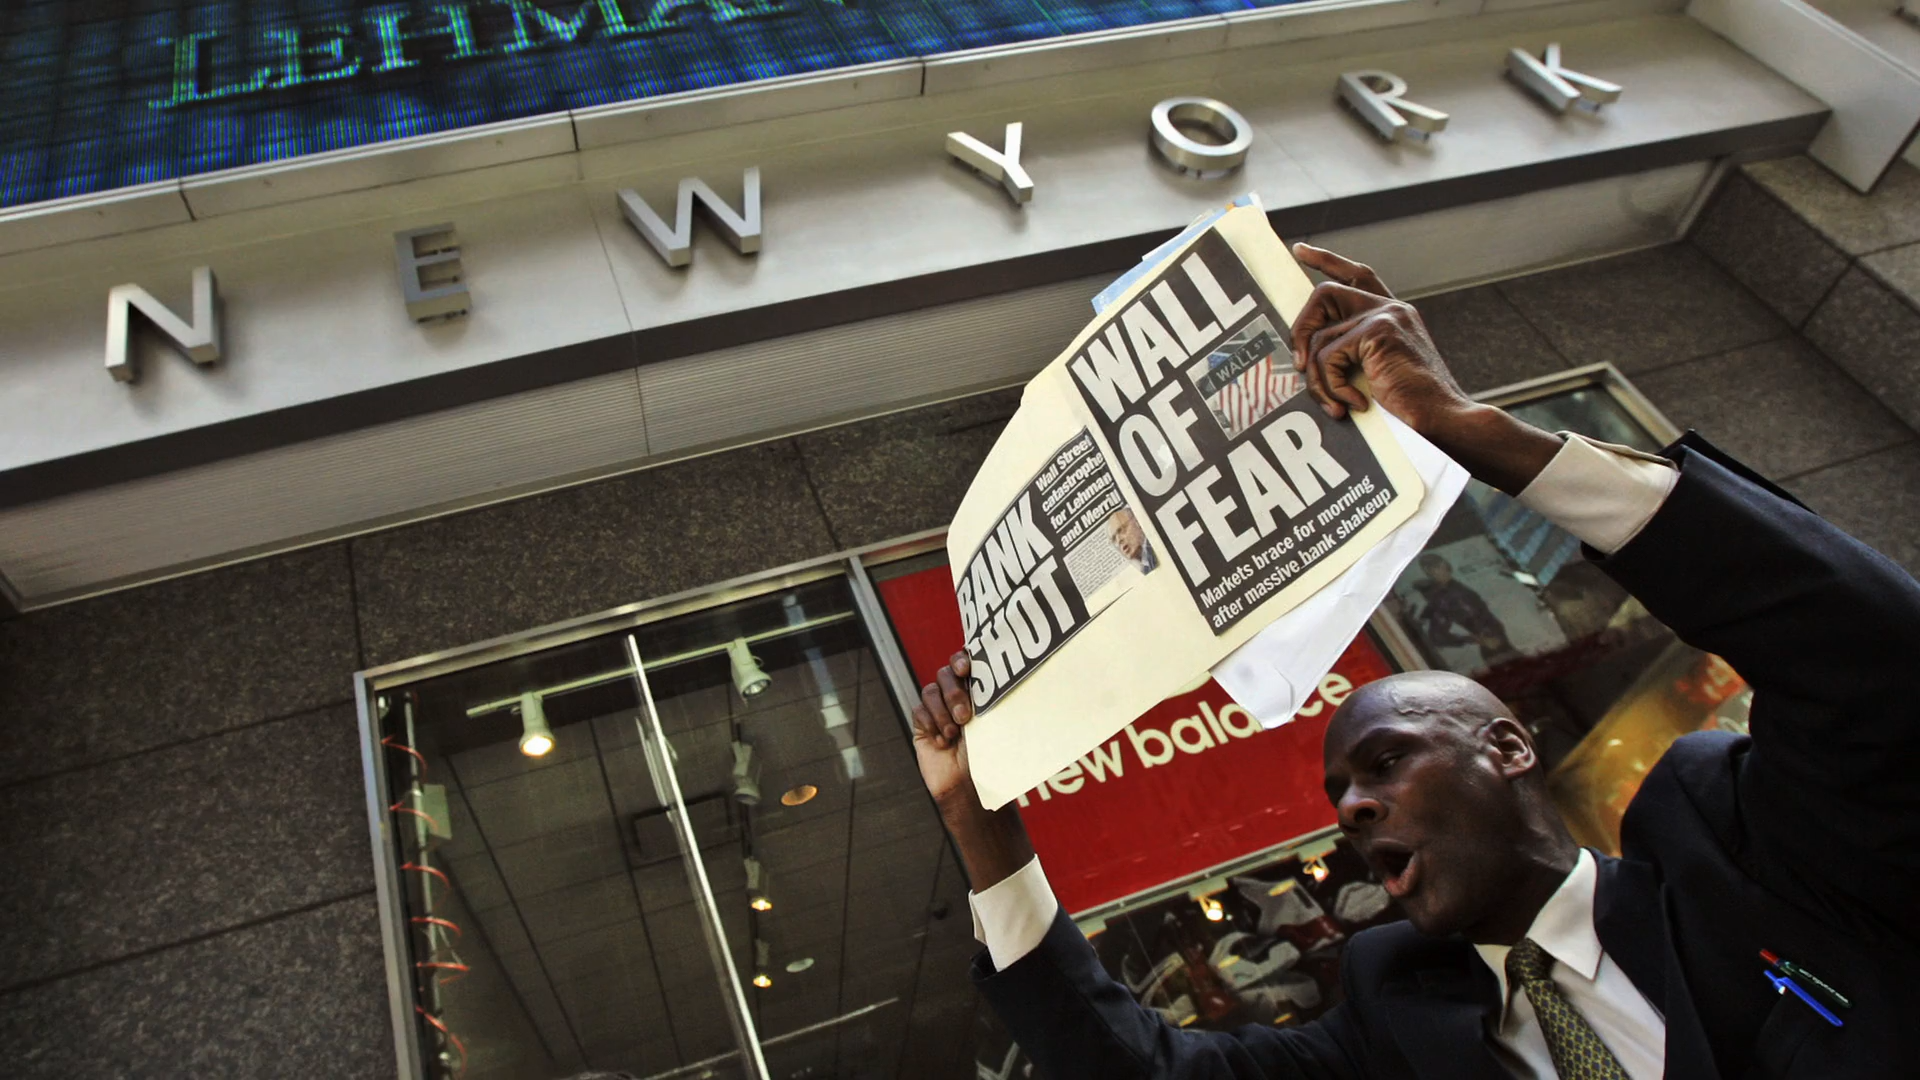 LEHMA
NEW YORK
WALL
OF
FEAR
WALL ST
Markets brace for morning
after massive bank shakeup
BANK
SHOT
Wall Street
catastrophe
for Lehman
and Merrill
new balance